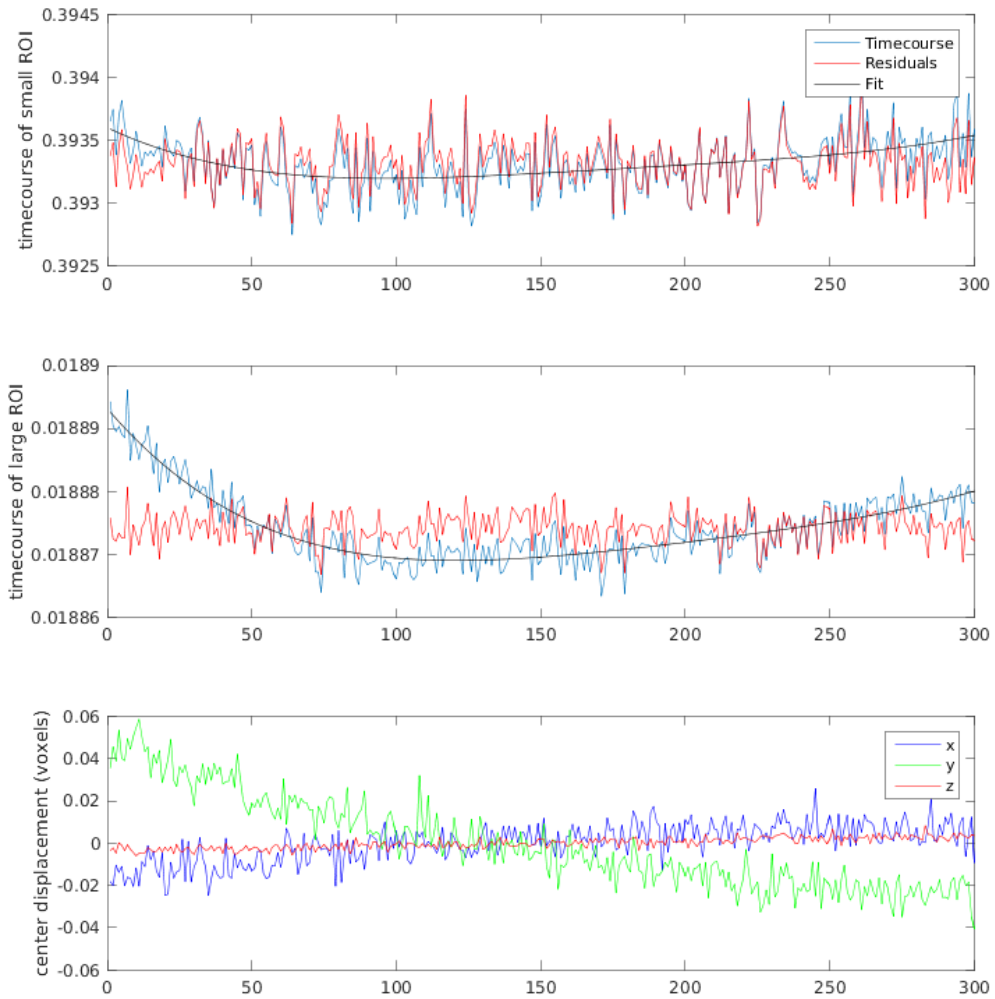 0.3945
0.394
0.3935
0.393
0.3925
timecourse of small ROI
Timecourse
Residuals
Fit
0 50 100 150 200 250 300
0.0189
0.01889
0.01888
0.01887
0.01886
timecourse of large ROI
0 50 100 150 200 250 300
0.06
0.04
0.02
0
-0.02
-0.04
-0.06
center displacement (voxels)
x
y
z
0 50 100 150 200 250 300